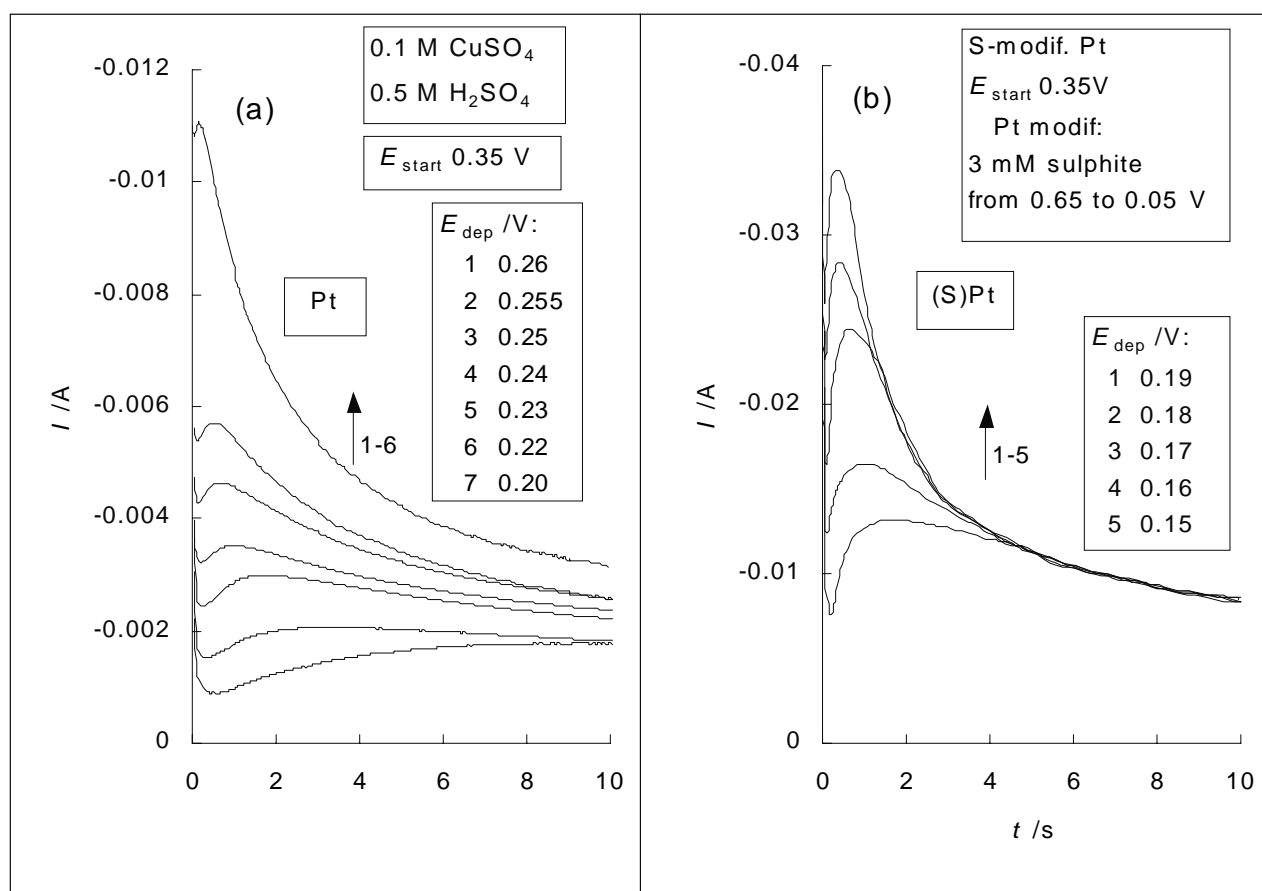 (a)
0.1 M CuSO₄
0.5 M H₂SO₄
E start 0.35 V
E dep /V:
1 0.26
2 0.255
3 0.25
4 0.24
5 0.23
6 0.22
7 0.20
Pt
1-6
-0.012
-0.01
-0.008
-0.006
-0.004
-0.002
0
I /A
0 2 4 6 8 10
(b)
S-modif. Pt
E start 0.35V
Pt modif:
3 mM sulphite
from 0.65 to 0.05 V
(S)Pt
E dep /V:
1 0.19
2 0.18
3 0.17
4 0.16
5 0.15
1-5
-0.04
-0.03
-0.02
-0.01
0
I /A
0 2 4 6 8 10
t /s